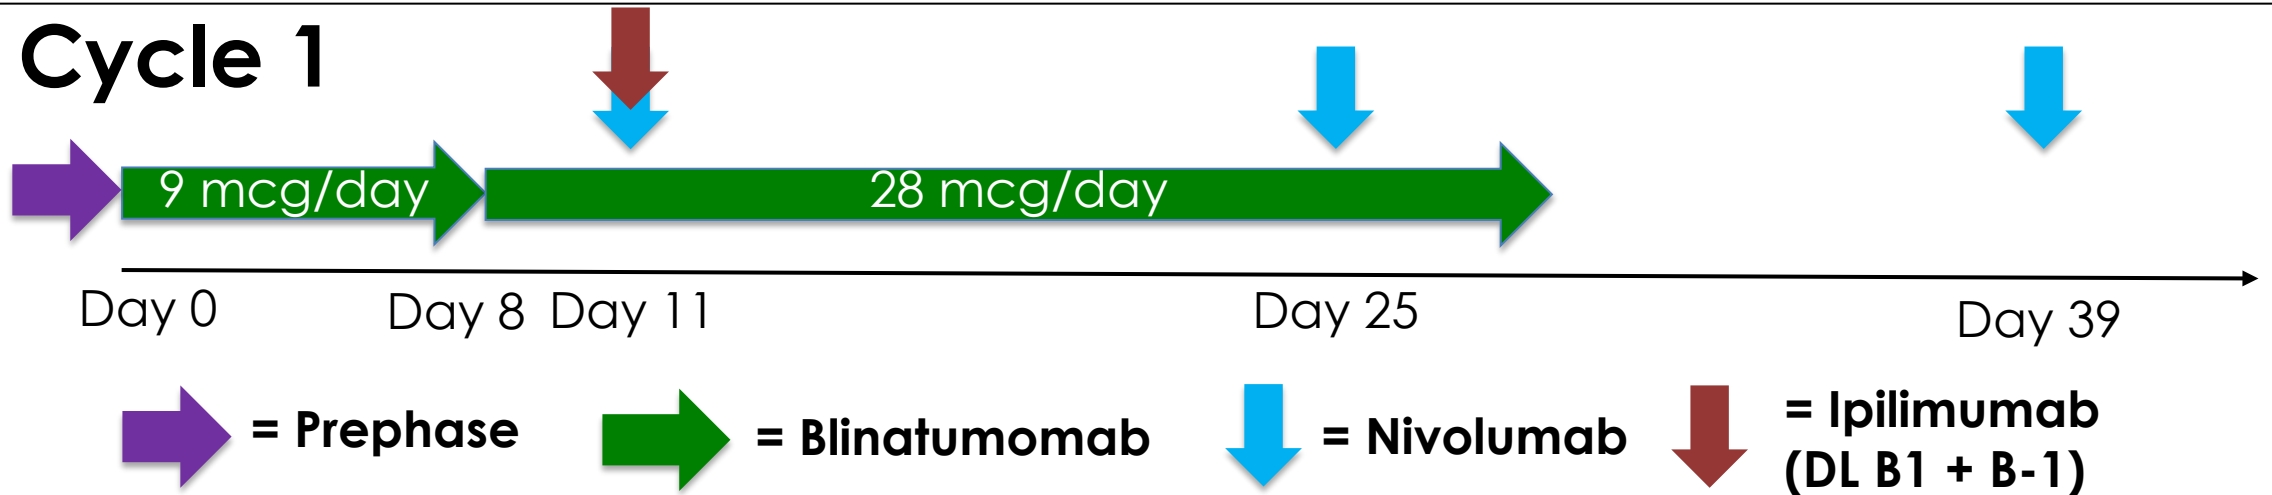 Cycle 1
9 mcg/day
28 mcg/day
Day 0
Day 8
Day 11
Day 25
Day 39
= Prephase
= Blinatumomab
= Nivolumab
= Ipilimumab
(DL B1 + B-1)